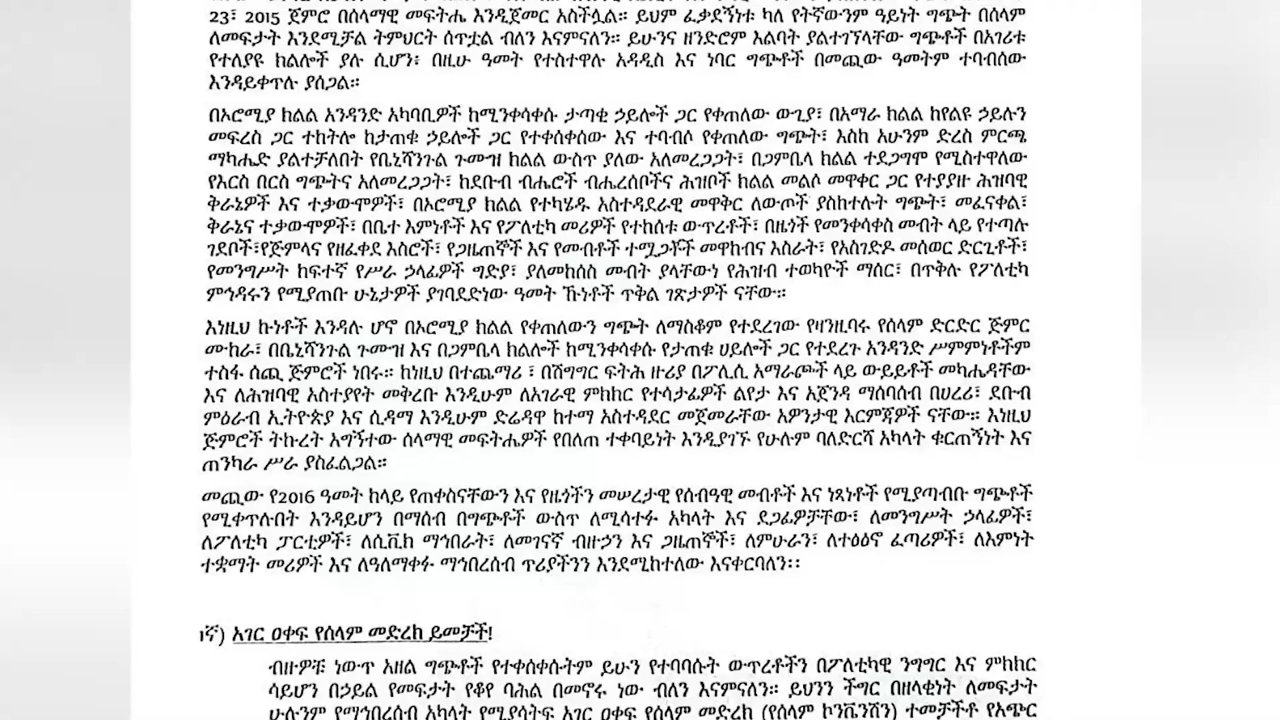 23፣ 2015 ጀምሮ በሰላማዊ መፍትሔ እንዲጀመር አስችሏል። ይህም ፈቃደኝነቱ ካለ የትኛውንም ዓይነት ግጭት በሰላም
ለመፍታት እንደሚቻል ትምህርት ሰጥቷል ብለን እናምናለን። ይሁንና ዘንድሮም እልባት ያልተገኘላቸው ግጭቶች በአገሪቱ
የተለያዩ ክልሎች ያሉ ሲሆን፥ በዚሁ ዓመት የተስተዋሉ አዳዲስ እና ነባር ግጭቶች በመጪው ዓመትም ተባብሰው
እንዳይቀጥሉ ያሰጋል።
በኦሮሚያ ክልል አንዳንድ አካባቢዎች ከሚንቀሳቀሱ ታጣቂ ኃይሎች ጋር የቀጠለው ውጊያ፣ በአማራ ክልል ከየልዩ ኃይሉን
መፍረስ ጋር ተከትሎ ከታጠቁ ኃይሎች ጋር የተቀሰቀሰው እና ተባብሶ የቀጠለው ግጭት፣ እስከ አሁንም ድረስ ምርጫ
ማካሔድ ያልተቻለበት የቤኒሻንጉል ጉሙዝ ክልል ውስጥ ያለው አለመረጋጋት፣ በጋምቤላ ክልል ተደጋግሞ የሚስተዋለው
የእርስ በርስ ግጭትና አለመረጋጋት፣ ከደቡብ ብሔሮች ብሔረሰቦችና ሕዝቦች ክልል መልሶ መዋቀር ጋር የተያያዙ ሕዝባዊ
ቅራኔዎች እና ተቃውሞዎች፣ በኦሮሚያ ክልል የተካሄዱ አስተዳደራዊ መዋቅር ለውጦች ያስከተሉት ግጭት፣ መፈናቀል፣
ቅራኔና ተቃውሞዎች፣ በቤተ እምነቶች እና የፖለቲካ መሪዎች የተከሰቱ ውጥረቶች፣ በዜጎች የመንቀሳቀስ መብት ላይ የተጣሉ
ገደቦች፣የጅምላና የዘፈቀደ እስሮች፣ የጋዜጠኞች እና የመብቶች ተሟጋቾች መዋከብና እስራት፣ የአስገድዶ መሰወር ድርጊቶች፣
የመንግሥት ከፍተኛ የሥራ ኃላፊዎች ግድያ፣ ያለመከሰስ መብት ያላቸውነ የሕዝብ ተወካዮች ማሰር፣ በጥቅሉ የፖለቲካ
ምኅዳሩን የሚያጠቡ ሁኔታዎች ያገባደድነው ዓመት ኹነቶች ጥቅል ገጽታዎች ናቸው።
እነዚህ ኩነቶች እንዳሉ ሆኖ በኦሮሚያ ክልል የቀጠለውን ግጭት ለማስቆም የተደረገው የዛንዚባሩ የሰላም ድርድር ጅምር
ሙከራ፣ በቤኒሻንጉል ጉሙዝ እና በጋምቤላ ክልሎች ከሚንቀሳቀሱ የታጠቁ ሀይሎች ጋር የተደረጉ አንዳንድ ሥምምነቶችም
ተስፋ ሰጪ ጅምሮች ነበሩ። ከነዚህ በተጨማሪ ፣ በሽግግር ፍትሕ ዙሪያ በፖሊሲ አማራጮች ላይ ውይይቶች መካሔዳቸው
እና ለሕዝባዊ አስተያየት መቅረቡ እንዲሁም ለአገራዊ ምክክር የተሳታፊዎች ልየታ እና አጀንዳ ማሰባሰብ በሀረሪ፣ ደቡብ
ምዕራብ ኢትዮጵያ እና ሲዳማ እንዲሁም ድሬዳዋ ከተማ አስተዳደር መጀመራቸው አዎንታዊ እርምጃዎች ናቸው። እነዚህ
ጅምሮች ትኩረት አግኝተው ሰላማዊ መፍትሔዎች የበለጠ ተቀባይነት እንዲያገኙ የሁሉም ባለድርሻ አካላት ቁርጠኝነት እና
ጠንካራ ሥራ ያስፈልጋል።
መጪው የ2016 ዓመት ከላይ የጠቀስናቸውን እና የዜጎችን መሠረታዊ የሰብዓዊ መብቶች እና ነጻነቶች የሚያጣብቡ ግጭቶች
የሚቀጥሉበት እንዳይሆን በማሰብ በግጭቶች ውስጥ ለሚሳተፉ አካላት እና ደጋፊዎቻቸው፣ ለመንግሥት ኃላፊዎች፣
ለፖለቲካ ፓርቲዎች፣ ለሲቪክ ማኅበራት፣ ለመገናኛ ብዙኃን እና ጋዜጠኞች፣ ለምሁራን፣ ለተፅዕኖ ፈጣሪዎች፣ ለእምነት
ተቋማት መሪዎች እና ለዓለማቀፉ ማኅበረሰብ ጥሪያችንን እንደሚከተለው እናቀርባለን፡፡
፩ኛ) አገር ዐቀፍ የሰላም መድረክ ይመቻች!
ብዙዎቹ ነውጥ አዘል ግጭቶች የተቀሰቀሱትም ይሁን የተባባሱት ውጥረቶችን በፖለቲካዊ ንግግር እና ምክክር
ሳይሆን በኃይል የመፍታት የቆየ ባሕል በመኖሩ ነው ብለን እናምናለን። ይህንን ችግር በዘላቂነት ለመፍታት
ሁሉንም የማኅበረሰብ አካላት የሚያሳትፍ አገር ዐቀፍ የሰላም መድረክ (የሰላም ኮንቬንሽን) ተመቻችቶ የአጭር